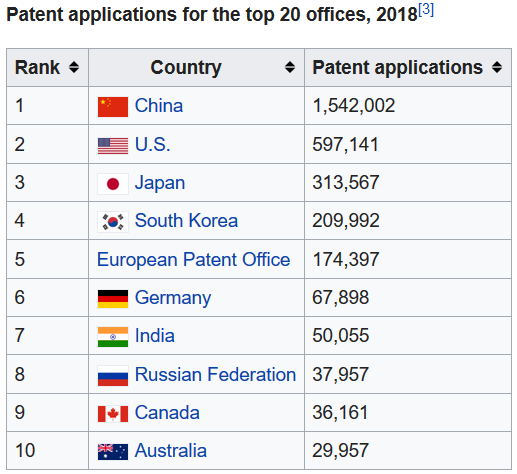 Patent applications for the top 20 offices, 2018[3]
Rank Country Patent applications
1 China 1,542,002
2 U.S. 597,141
3 Japan 313,567
4 South Korea 209,992
5 European Patent Office 174,397
6 Germany 67,898
7 India 50,055
8 Russian Federation 37,957
9 Canada 36,161
10 Australia 29,957